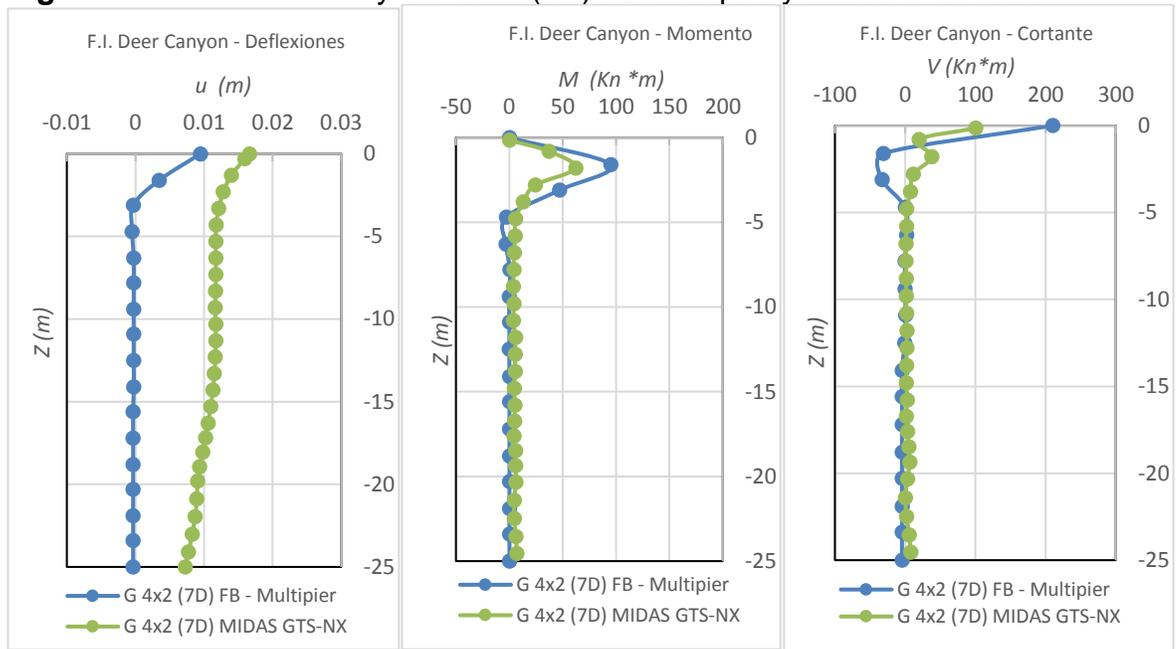 F.I. Deer Canyon - Deflexiones
u (m)
-0.01 0 0.01 0.02 0.03
0
-5
-10
-15
-20
-25
Z (m)
G 4x2 (7D) FB - Multipier
G 4x2 (7D) MIDAS GTS-NX
F.I. Deer Canyon - Momento
M (Kn *m)
-50 0 50 100 150 200
0
-5
-10
-15
-20
-25
Z (m)
G 4x2 (7D) FB - Multipier
G 4x2 (7D) MIDAS GTS-NX
F.I. Deer Canyon - Cortante
V (Kn*m)
-100 0 100 200 300
0
-5
-10
-15
-20
-25
Z (m)
G 4x2 (7D) FB - Multipier
G 4x2 (7D) MIDAS GTS-NX